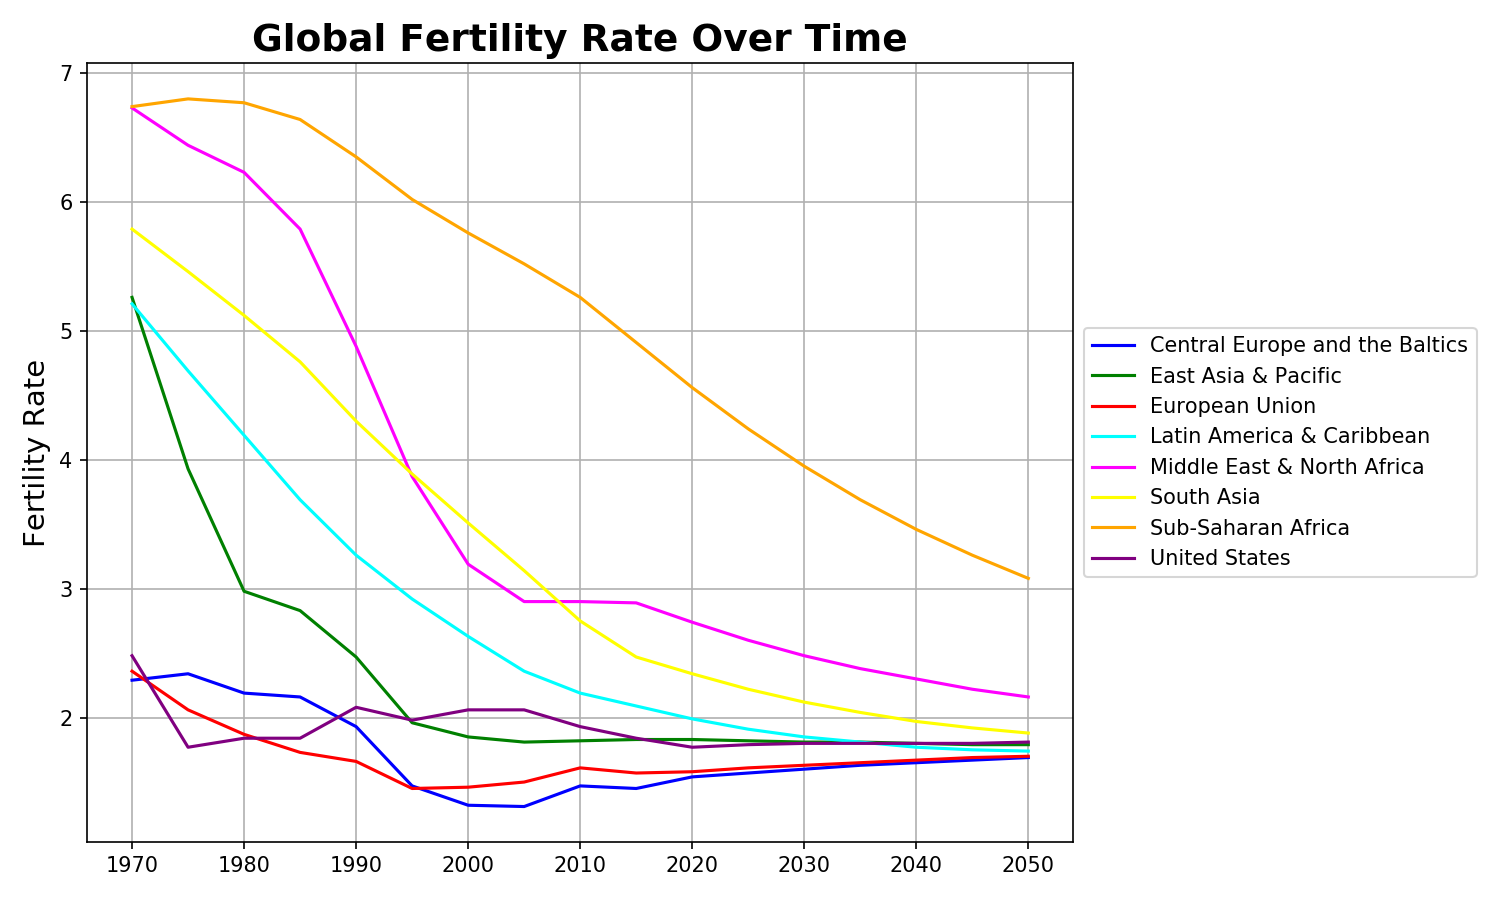 Global Fertility Rate Over Time
Fertility Rate
7
6
5
4
3
2
1970 1980 1990 2000 2010 2020 2030 2040 2050
Central Europe and the Baltics
East Asia & Pacific
European Union
Latin America & Caribbean
Middle East & North Africa
South Asia
Sub-Saharan Africa
United States